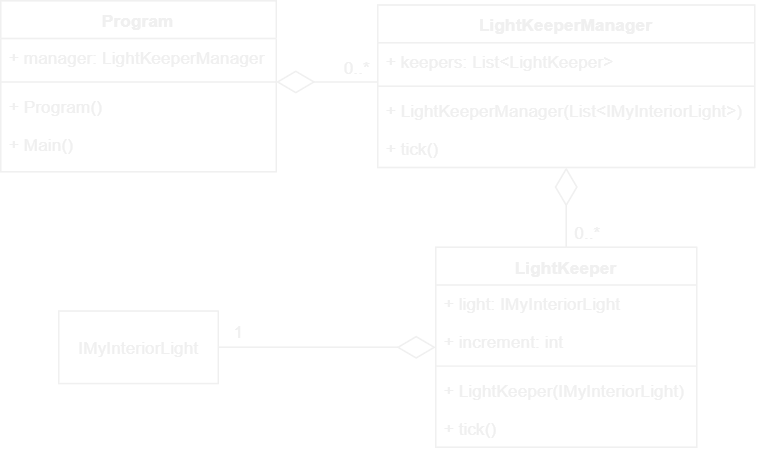 Program
+ manager: LightKeeperManager
+ Program()
+ Main()
0..*
LightKeeperManager
+ keepers: List<LightKeeper>
+ LightKeeperManager(List<IMyInteriorLight>)
+ tick()
0..*
LightKeeper
+ light: IMyInteriorLight
+ increment: int
+ LightKeeper(IMyInteriorLight)
+ tick()
1
IMyInteriorLight